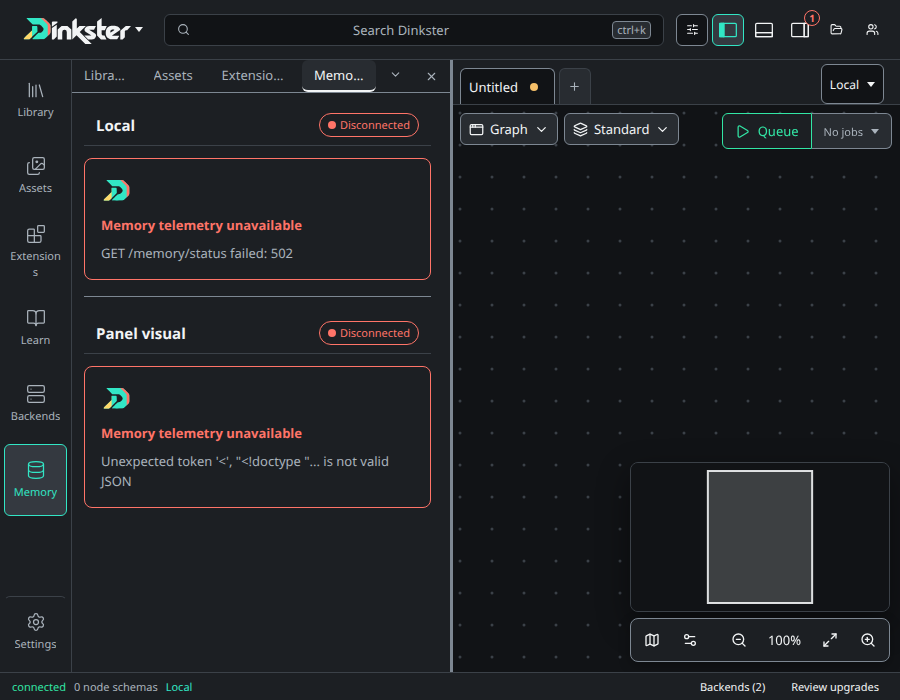 Dinkster
Search Dinkster
ctrl+k
1
Libra...
Assets
Extensio...
Memo...
Untitled
+
Local
Library
Assets
Extension
s
Learn
Backends
Memory
Settings
Local
Disconnected
Memory telemetry unavailable
GET /memory/status failed: 502
Panel visual
Disconnected
Memory telemetry unavailable
Unexpected token '<', "<!doctype "... is not valid
JSON
Graph
Standard
Queue
No jobs
100%
connected
0 node schemas
Local
Backends (2)
Review upgrades